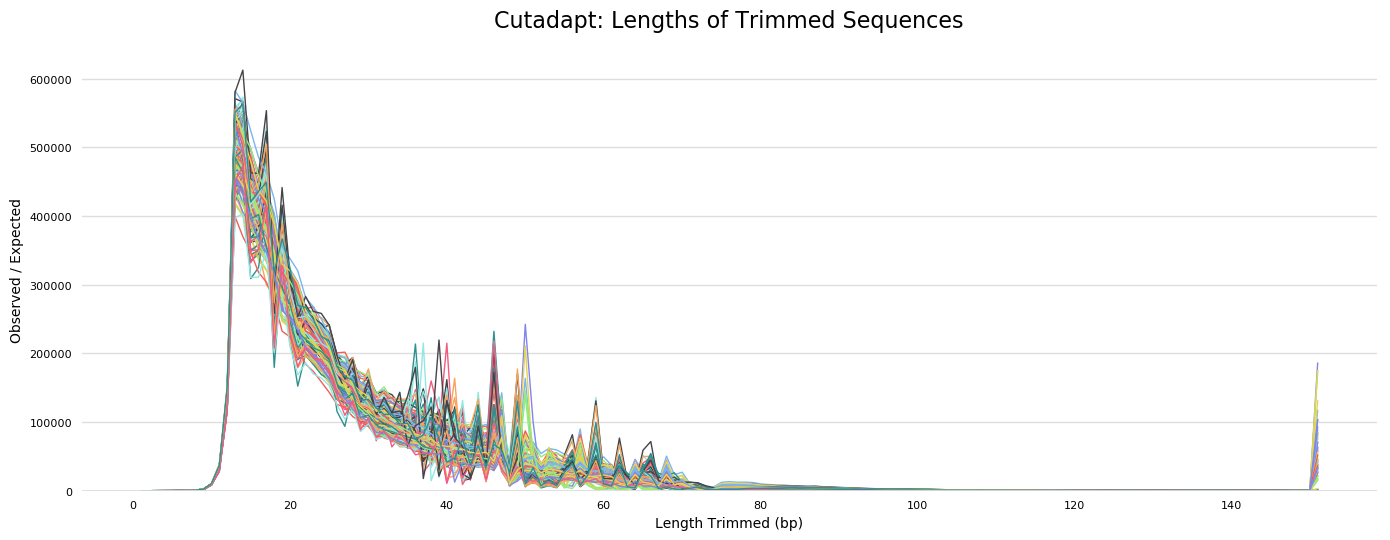 Cutadapt: Lengths of Trimmed Sequences
Observed / Expected
600000
500000
400000
300000
200000
100000
0
0 20 40 60 80 100 120 140
Length Trimmed (bp)